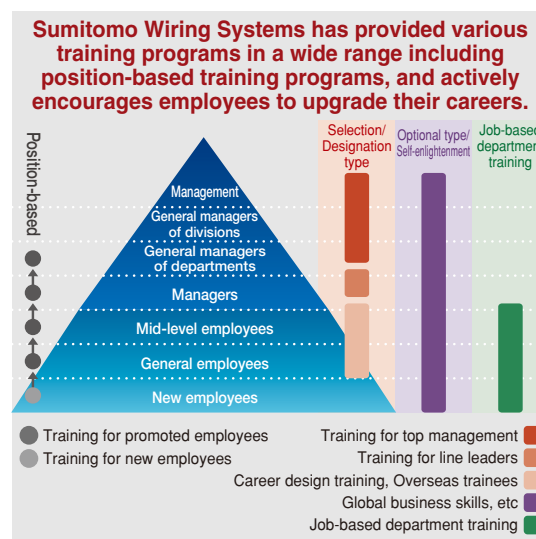 Sumitomo Wiring Systems has provided various
training programs in a wide range including
position-based training programs, and actively
encourages employees to upgrade their careers.
Position-based
Selection/
Designation
type
Optional type/
Self-enlightenment
Job-based
department
training
Management
General managers
of divisions
General managers
of departments
Managers
Mid-level employees
General employees
New employees
Training for promoted employees
Training for new employees
Training for top management
Training for line leaders
Career design training, Overseas trainees
Global business skills, etc
Job-based department training